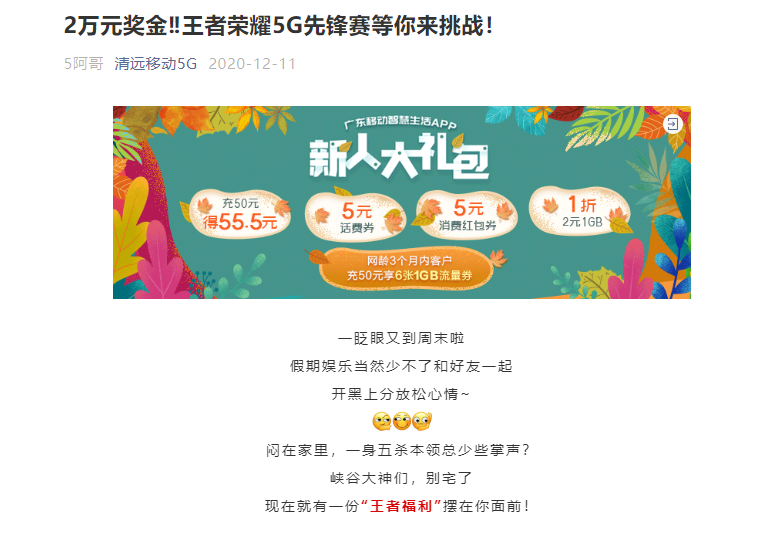 2万元奖金!!王者荣耀5G先锋赛等你来挑战！
5阿哥 清远移动5G 2020-12-11
广东移动智慧生活APP
新人大礼包
充50元
得55.5元
5元
话费券
5元
消费红包券
1折
2元1GB
网龄3个月内客户
充50元享6张1GB流量券
一眨眼又到周末啦
假期娱乐当然少不了和好友一起
开黑上分放松心情~
闷在家里，一身五杀本领总少些掌声？
峡谷大神们，别宅了
现在就有一份“王者福利”摆在你面前！